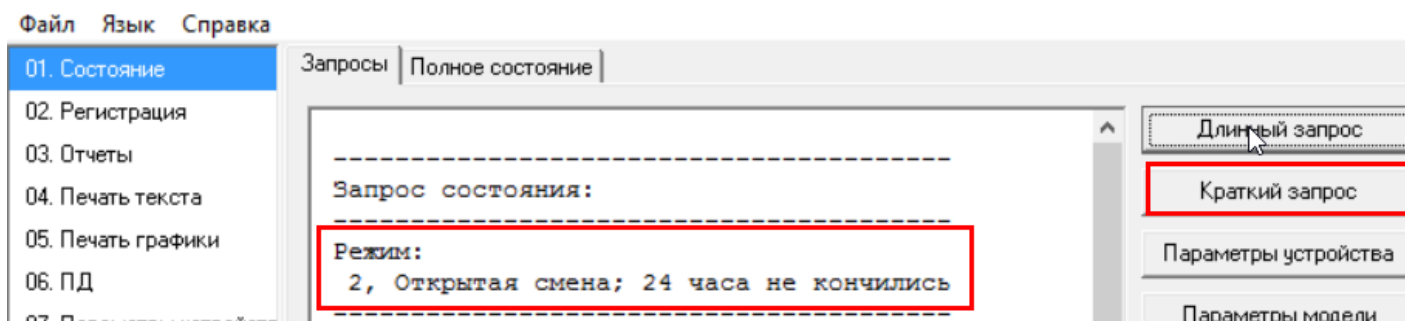 Файл Язык Справка
01. Состояние
02. Регистрация
03. Отчеты
04. Печать текста
05. Печать графики
06. ПД
Запросы Полное состояние
----------------------------------------
Запрос состояния:
----------------------------------------
Режим:
2, Открытая смена; 24 часа не кончились
----------------------------------------
Длинный запрос
Краткий запрос
Параметры устройства
Параметры модели